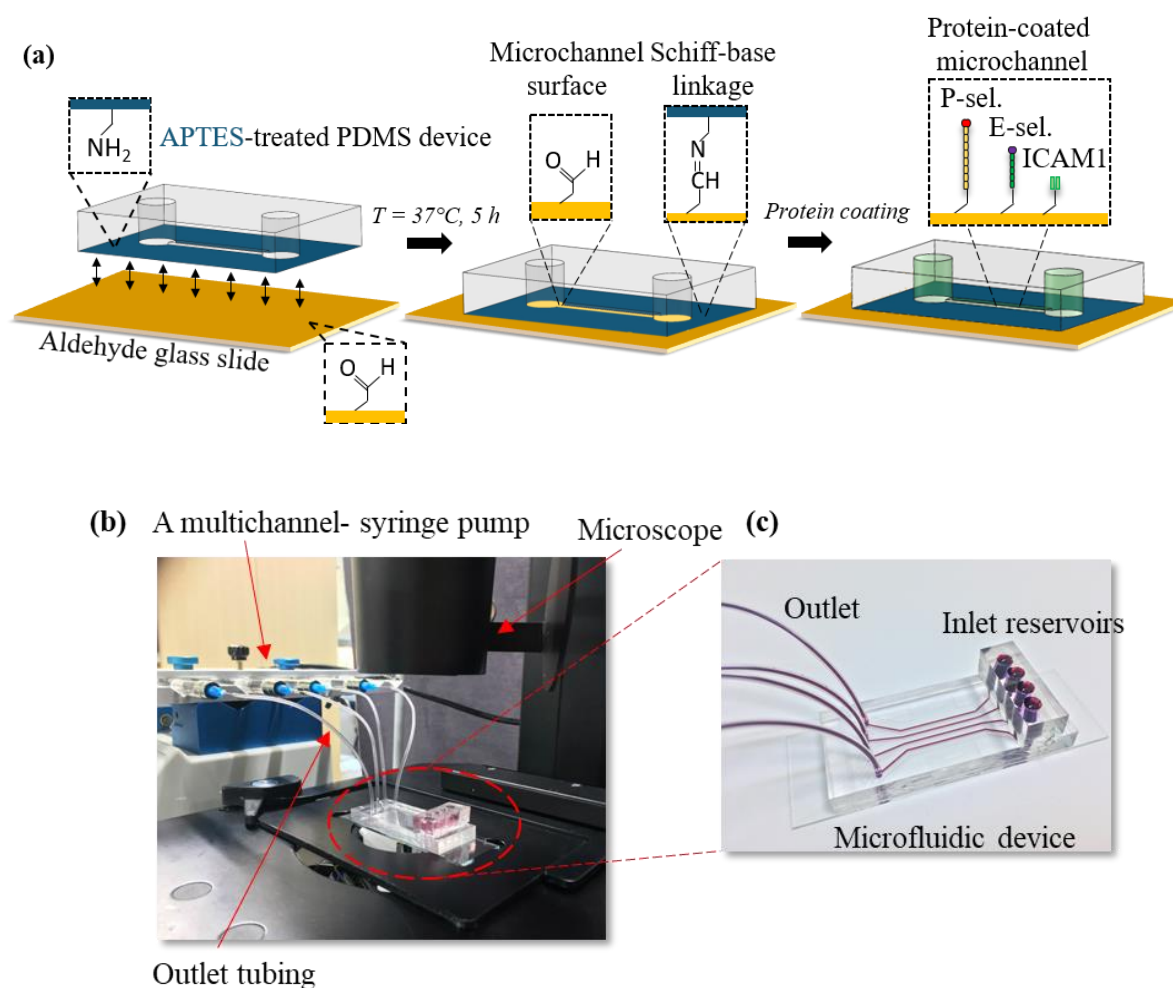 (a)
NH2
APTES-treated PDMS device
Aldehyde glass slide
O
H
T = 37°C, 5 h
Microchannel
surface
O
H
Schiff-base
linkage
N
CH
Protein coating
Protein-coated
microchannel
P-sel.
E-sel.
ICAM1
(b)
A multichannel- syringe pump
Microscope
Outlet tubing
(c)
Outlet
Inlet reservoirs
Microfluidic device